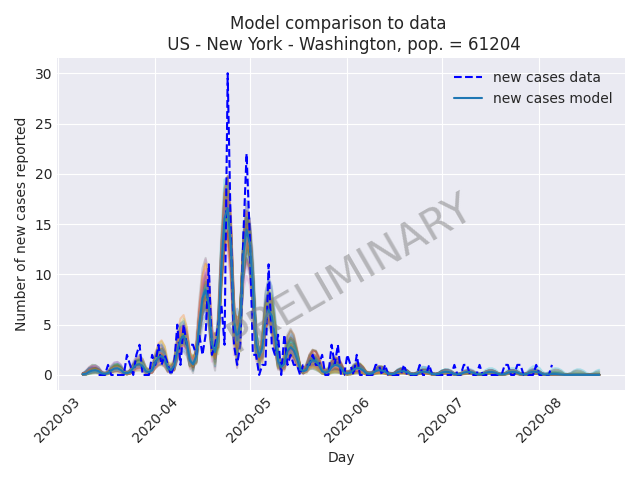 Model comparison to data
US - New York - Washington, pop. = 61204
30
25
20
15
10
5
0
Number of new cases reported
new cases data
new cases model
PRELIMINARY
2020-03
2020-04
2020-05
2020-06
2020-07
2020-08
Day